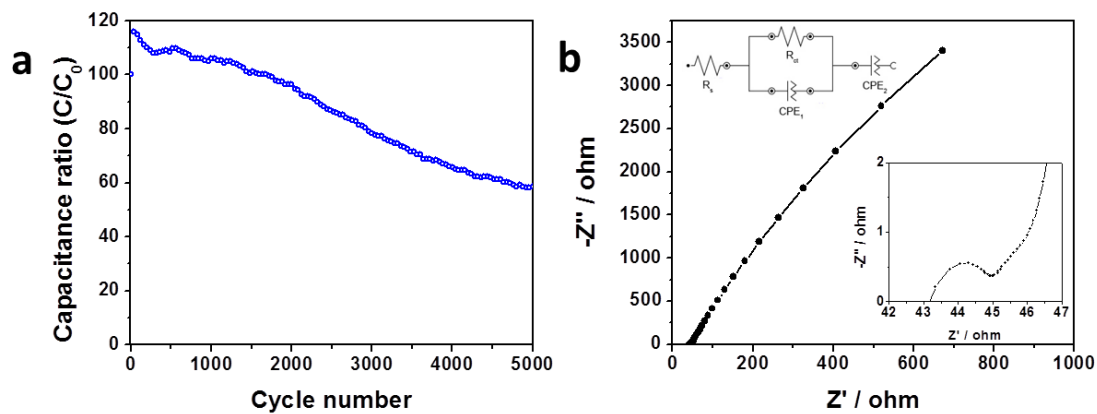 a
Capacitance ratio (C/C₀)
120
100
80
60
40
20
0
0 1000 2000 3000 4000 5000
Cycle number
b
-Z'' / ohm
3500
3000
2500
2000
1500
1000
500
0
0 200 400 600 800 1000
Z' / ohm
Rₛ
CPE₁
CPE₂
-Z'' / ohm
2
1
0
42 43 44 45 46 47
Z' / ohm